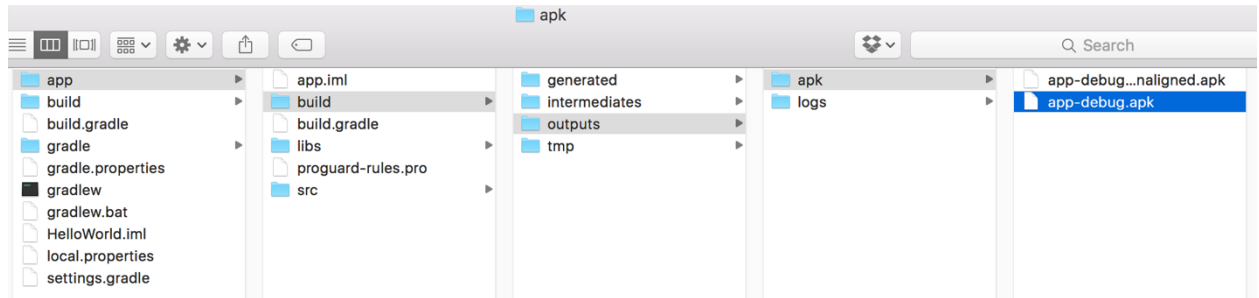 apk
Search
app
build
build.gradle
gradle
gradle.properties
gradlew
gradlew.bat
HelloWorld.iml
local.properties
settings.gradle
app.iml
build
build.gradle
libs
proguard-rules.pro
src
generated
intermediates
outputs
tmp
apk
logs
app-debug...naligned.apk
app-debug.apk